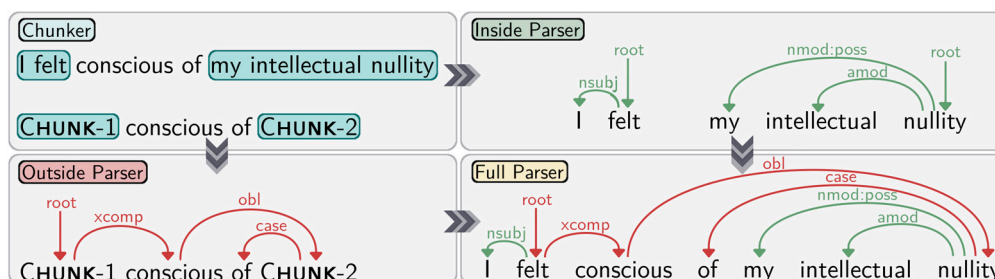 Chunker
I felt conscious of my intellectual nullity
CHUNK-1 conscious of CHUNK-2
Inside Parser
root
nmod:poss
root
nsubj
amod
I felt my intellectual nullity
Outside Parser
root
xcomp
obl
case
CHUNK-1 conscious of CHUNK-2
Full Parser
obl
case
root
nmod:poss
nsubj
xcomp
amod
I felt conscious of my intellectual nullity